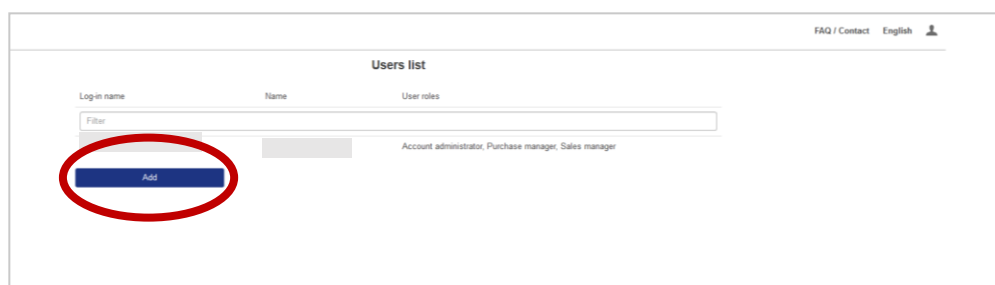 FAQ / Contact English
Users list
Log-in name Name User roles
Filter
Account administrator, Purchase manager, Sales manager
Add